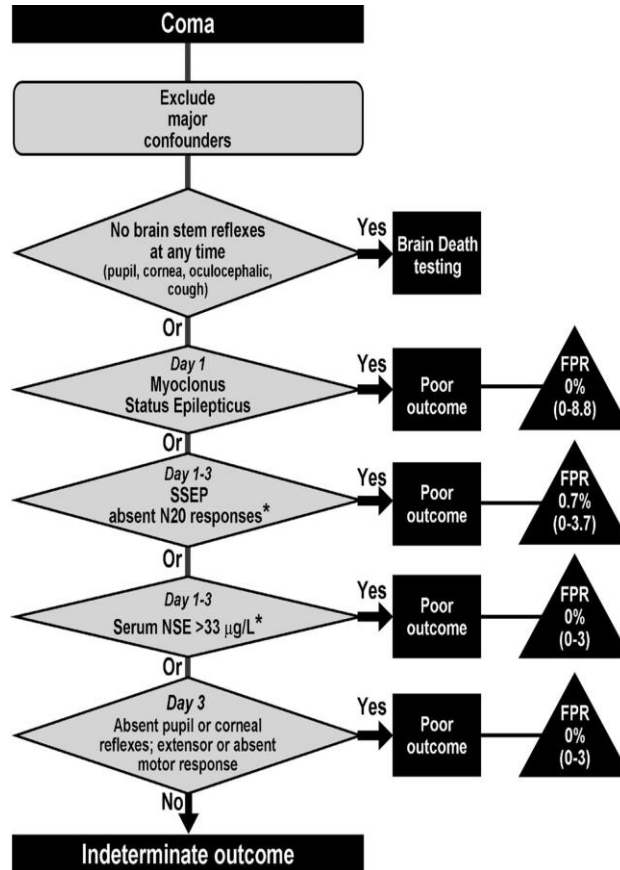 Coma
Exclude
major
confounders
No brain stem reflexes
at any time
(pupil, cornea, oculocephalic,
cough)
Yes
Brain Death
testing
Or
Day 1
Myoclonus
Status Epilepticus
Yes
Poor
outcome
FPR
0%
(0-8.8)
Or
Day 1-3
SSEP
absent N20 responses*
Yes
Poor
outcome
FPR
0.7%
(0-3.7)
Or
Day 1-3
Serum NSE >33 µg/L*
Yes
Poor
outcome
FPR
0%
(0-3)
Or
Day 3
Absent pupil or corneal
reflexes; extensor or absent
motor response
Yes
Poor
outcome
FPR
0%
(0-3)
No
Indeterminate outcome